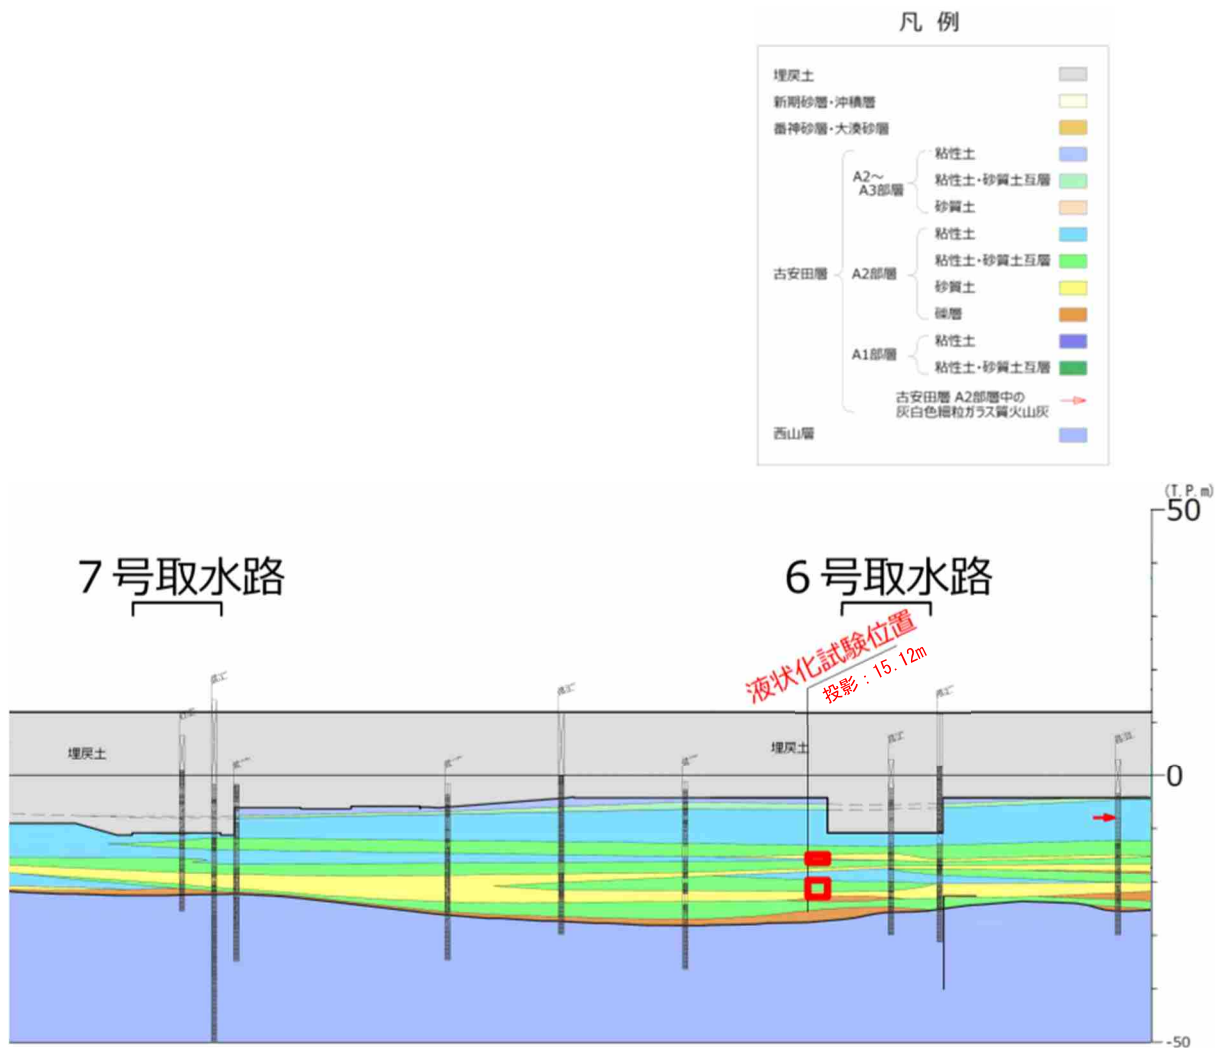 凡 例
埋戻土
新期砂層・沖積層
番神砂層・大湊砂層
古安田層
A2～
A3部層
粘性土
粘性土・砂質土互層
砂質土
A2部層
粘性土
粘性土・砂質土互層
砂質土
礫層
A1部層
粘性土
粘性土・砂質土互層
古安田層 A2部層中の
灰白色細粒ガラス質火山灰
西山層
(T.P.m)
50
7号取水路
6号取水路
液状化試験位置
投影：15.12m
埋戻土
埋戻土
0
-50